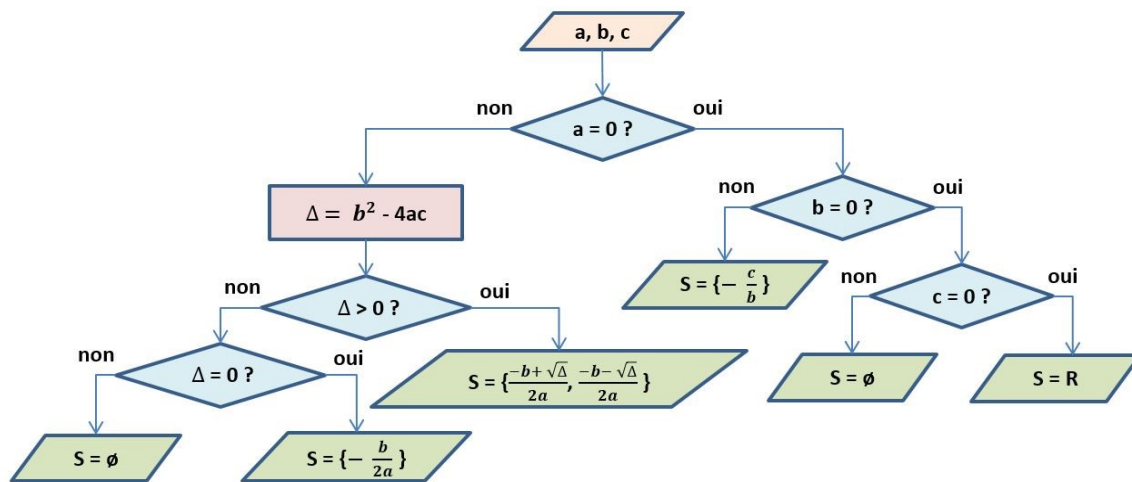 a, b, c
non
oui
a = 0 ?
non
oui
b = 0 ?
Δ = b² - 4ac
S = {− c/b}
non
oui
c = 0 ?
non
oui
Δ > 0 ?
S = ø
S = R
S = {−b+ √Δ/2a, −b− √Δ/2a}
non
oui
Δ = 0 ?
S = ø
S = {− b/2a}